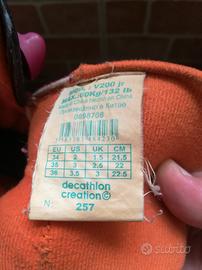 V200 jr
MAX.:60Kg/132 lb
0898768
EU US UK CM
34 2 1.5 21.5
35 3 2.5 22
36 3.5 3 22.5
decathlon
creation©
N: 257
subito